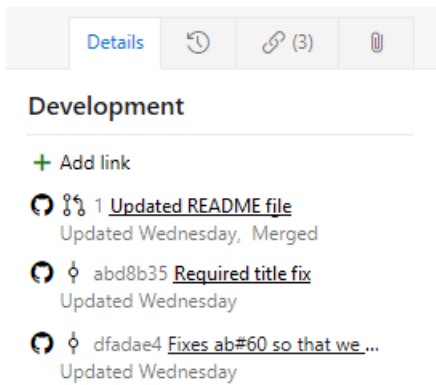 Details (3)
Development
+ Add link
1 Updated README file
Updated Wednesday, Merged
abd8b35 Required title fix
Updated Wednesday
dfadae4 Fixes ab#60 so that we ...
Updated Wednesday